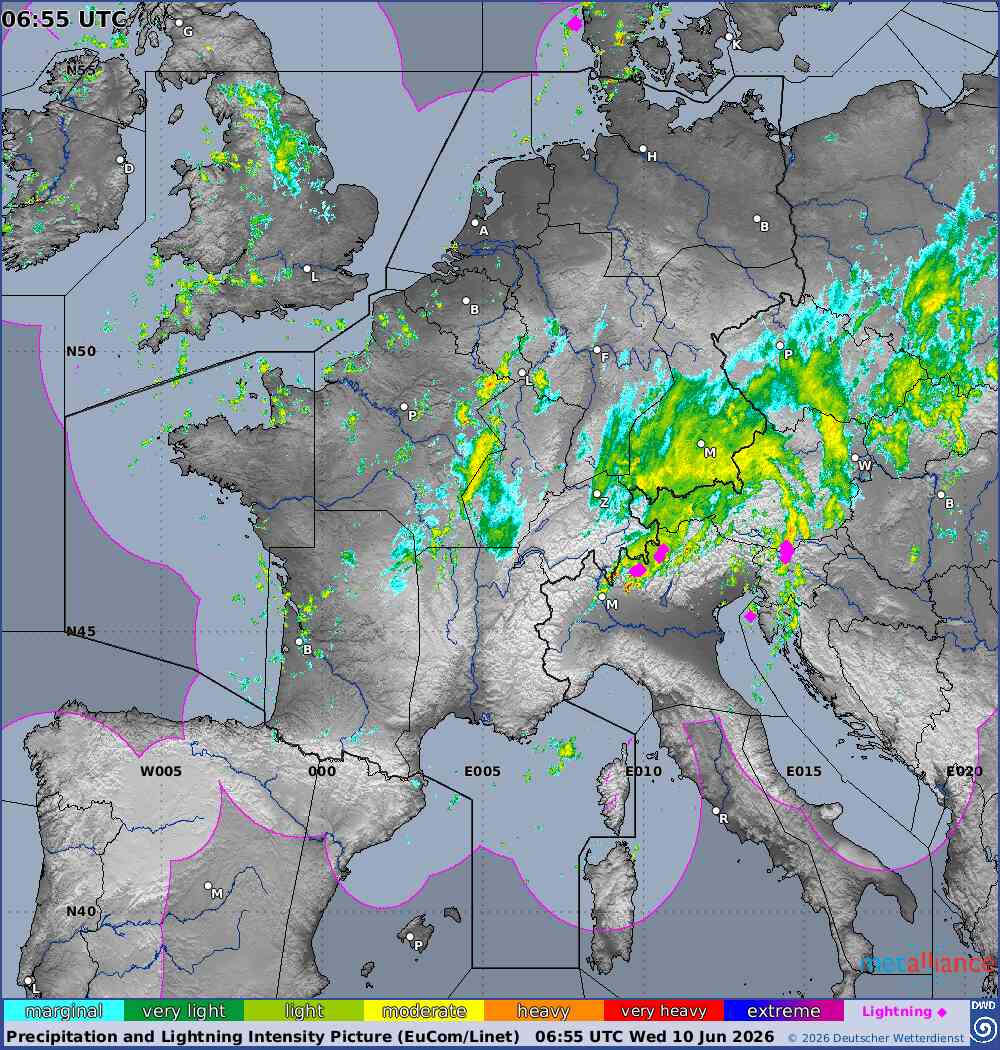 06:55 UTC
G
K
N55
D
H
A
B
L
B
N50
F
P
L
P
M
W
Z
B
M
N45
B
W005
000
E005
E010
E015
E020
R
M
N40
P
metalliance
L
marginal
very light
light
moderate
heavy
very heavy
extreme
Lightning
DWD
Precipitation and Lightning Intensity Picture (EuCom/Linet) 06:55 UTC Wed 10 Jun 2026 © 2026 Deutscher Wetterdienst